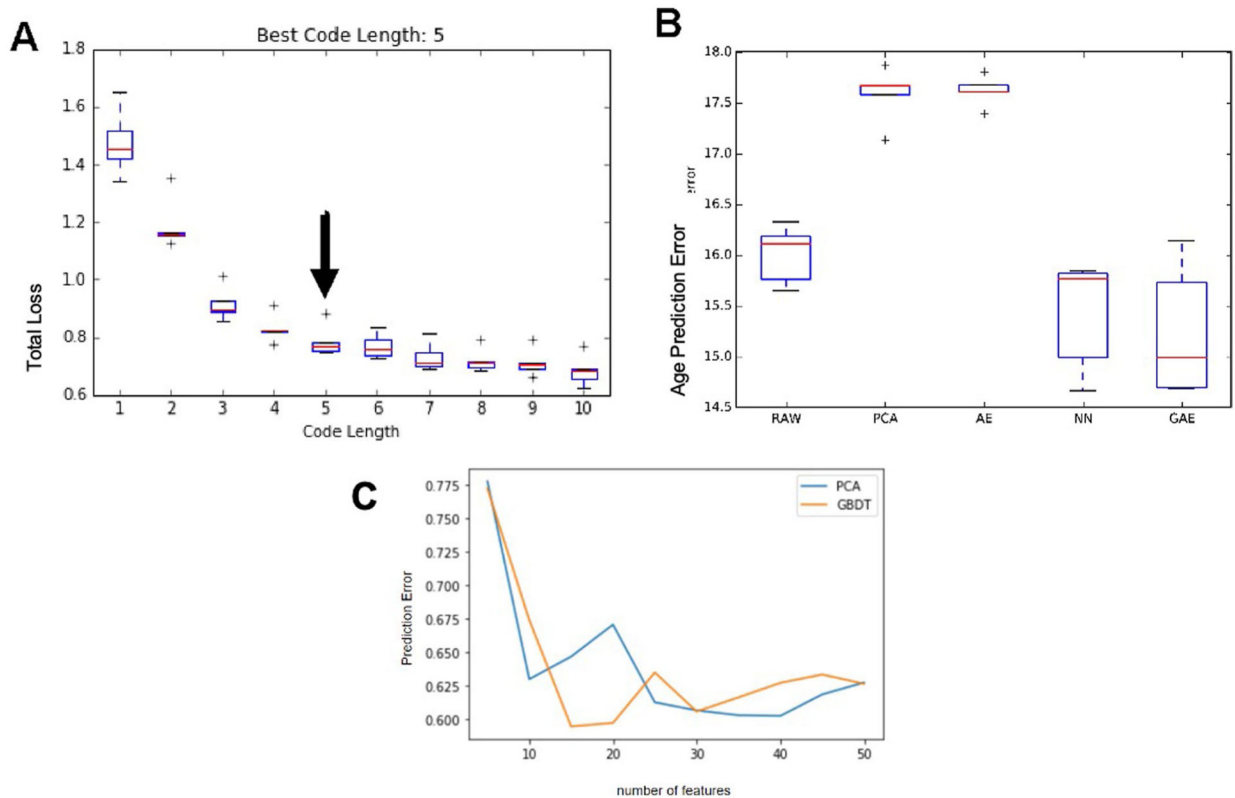 A
Best Code Length: 5
1.8
1.6
1.4
1.2
1.0
0.8
0.6
Total Loss
1 2 3 4 5 6 7 8 9 10
Code Length
B
18.0
17.5
17.0
16.5
16.0
15.5
15.0
14.5
Age Prediction Error
error
RAW PCA AE NN GAE
C
0.775
0.750
0.725
0.700
0.675
0.650
0.625
0.600
Prediction Error
PCA
GBDT
10 20 30 40 50
number of features